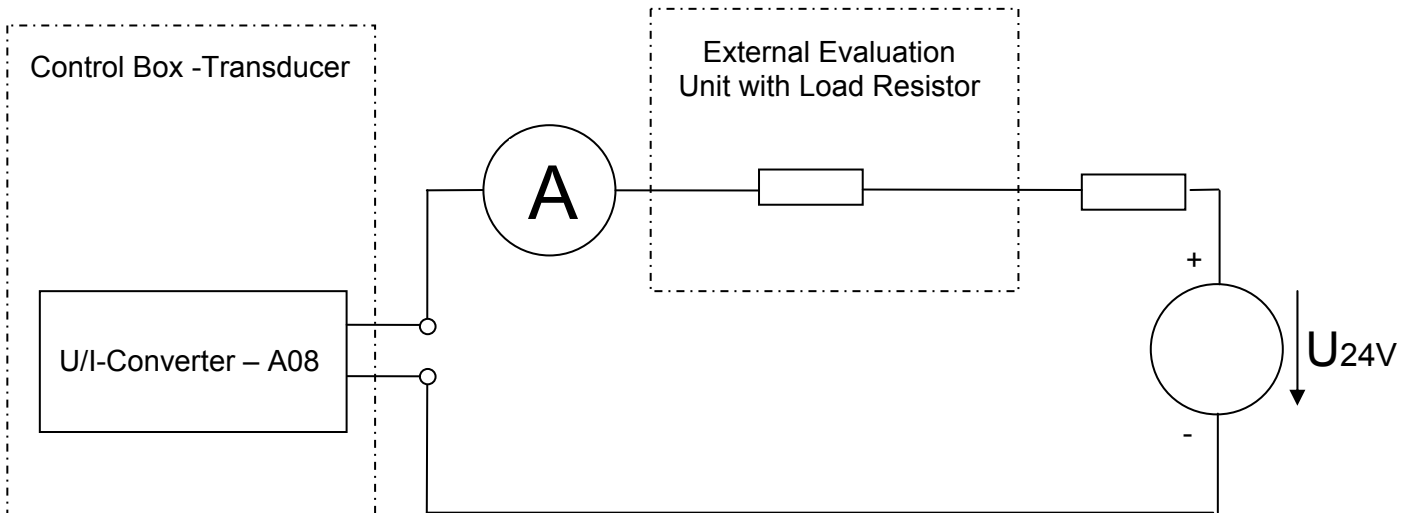 Control Box -Transducer
External Evaluation
Unit with Load Resistor
A
+
U/I-Converter – A08
U24V
-